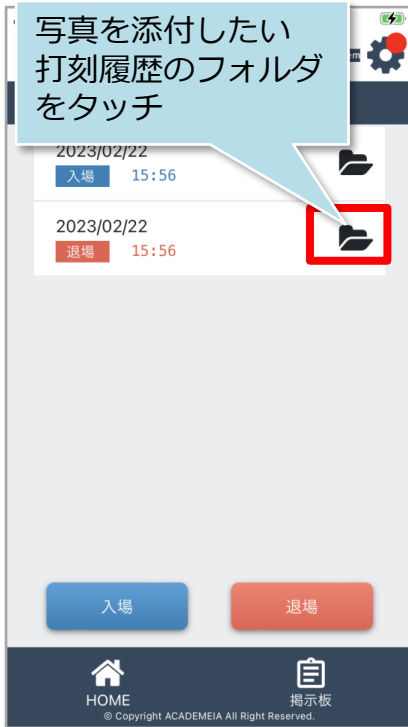 写真を添付したい
打刻履歴のフォルダ
をタッチ
em
2023/02/22
入場 15:56
2023/02/22
退場 15:56
入場 退場
HOME 掲示板
© Copyright ACADEMEIA All Right Reserved.